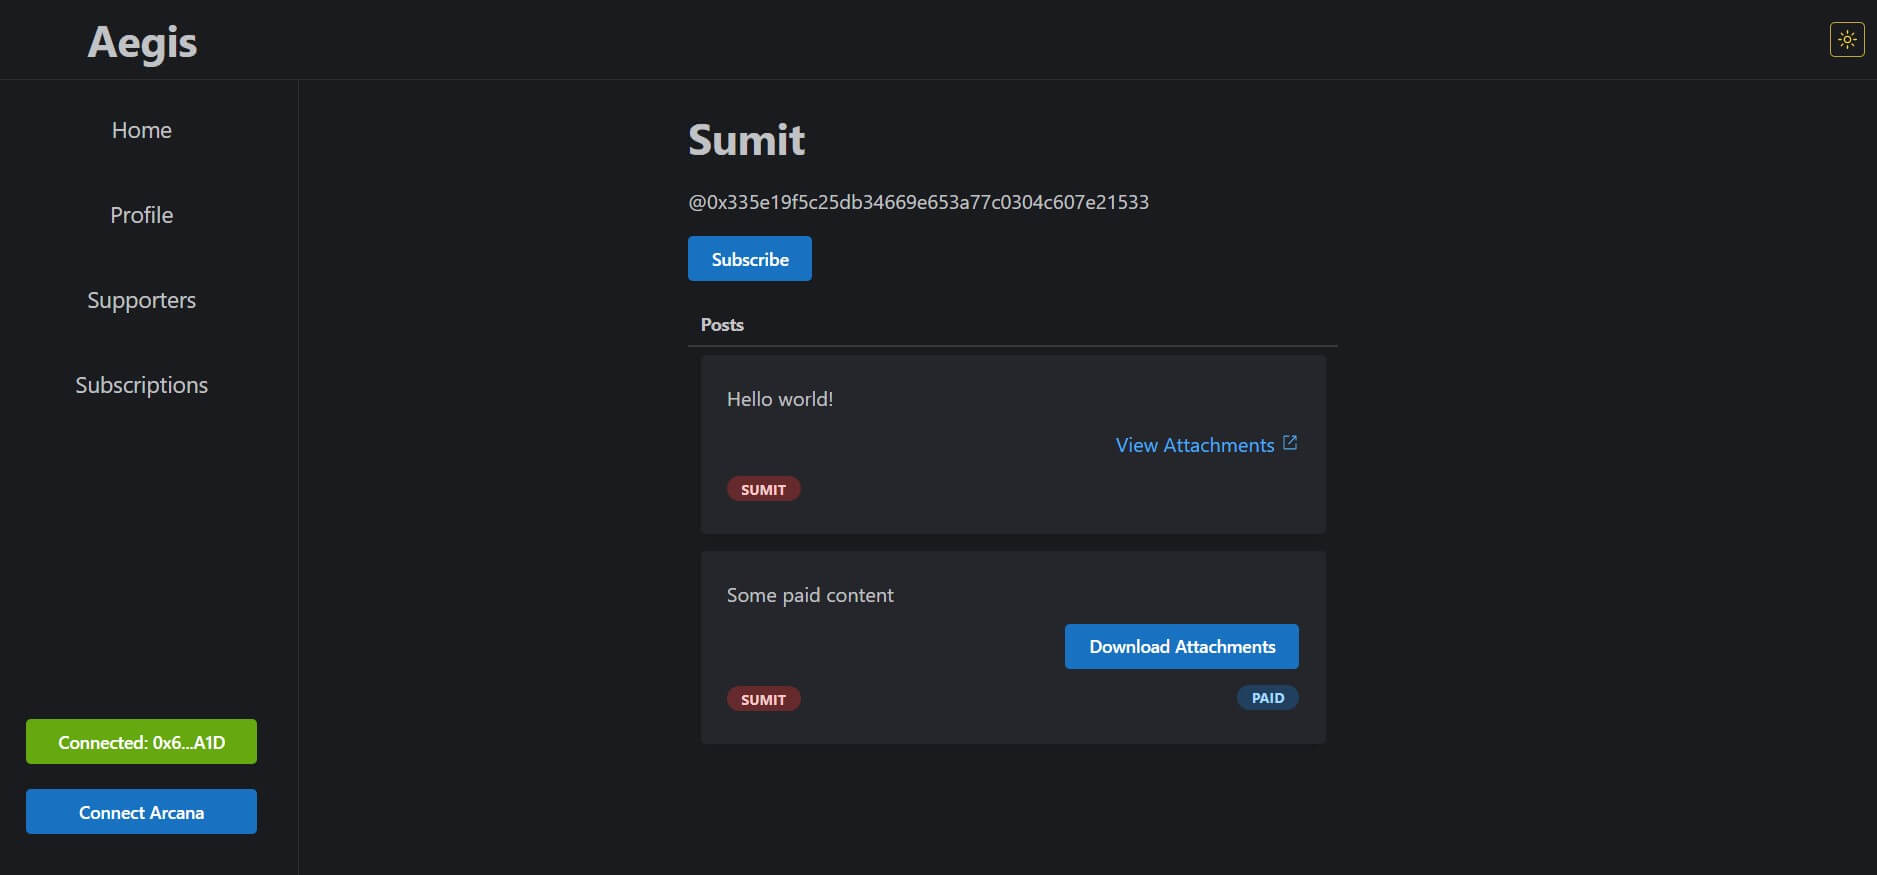 Aegis
Home
Profile
Supporters
Subscriptions
Connected: 0x6...A1D
Connect Arcana
Sumit
@0x335e19f5c25db34669e653a77c0304c607e21533
Subscribe
Posts
Hello world!
View Attachments
SUMIT
Some paid content
Download Attachments
SUMIT
PAID